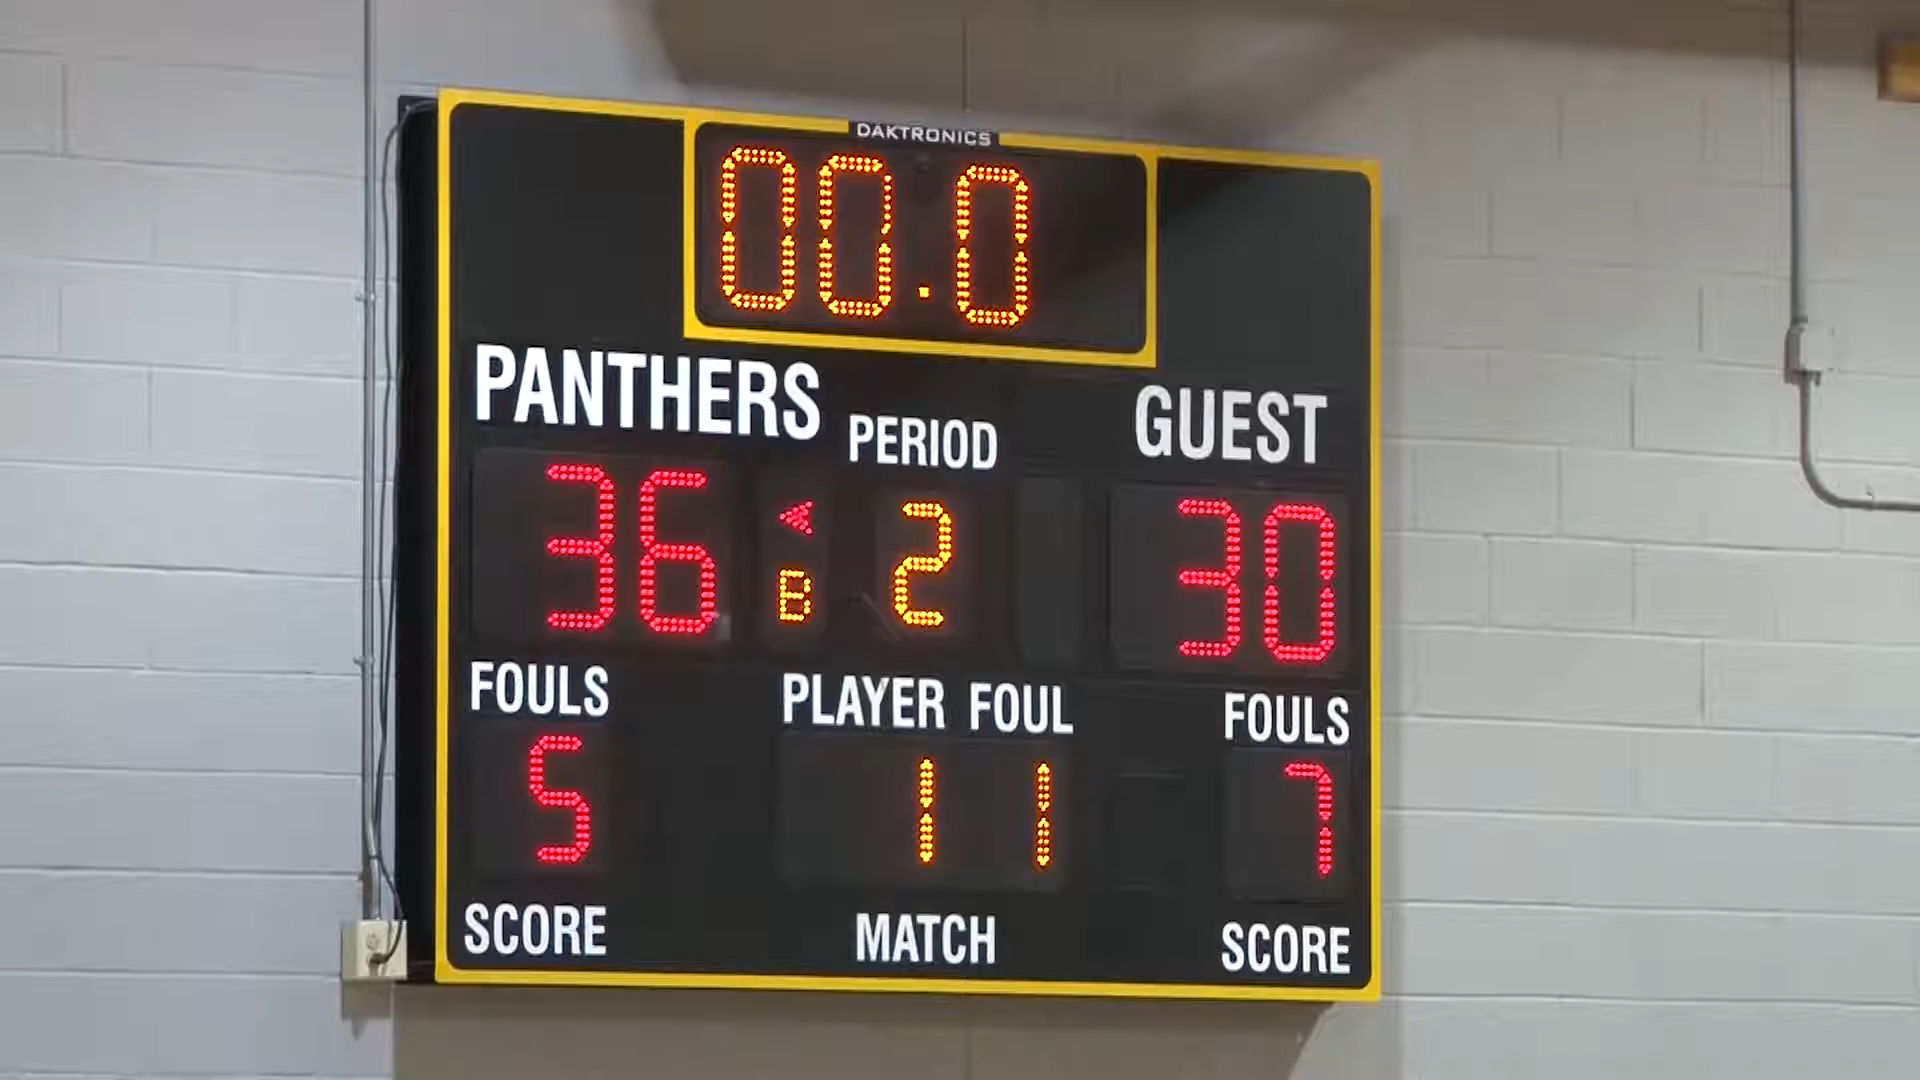 DAKTRONICS
00.0
PANTHERS PERIOD GUEST
36 B 2 30
FOULS PLAYER FOUL FOULS
5 11 1 7
SCORE MATCH SCORE